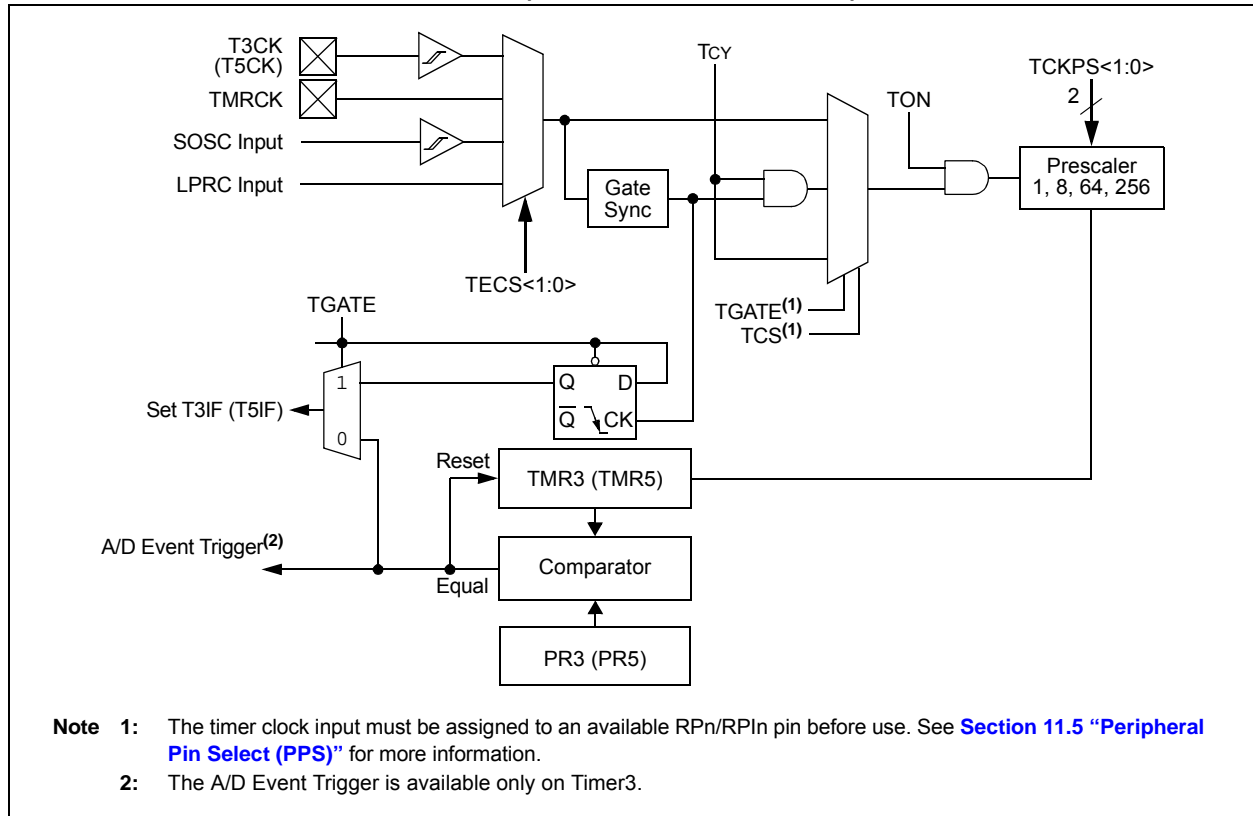 T3CK
(T5CK)
TMRCK
SOSC Input
LPRC Input
TECS<1:0>
Gate
Sync
TCY
TGATE(1)
TCS(1)
TON
TCKPS<1:0>
2
Prescaler
1, 8, 64, 256
TGATE
1
0
Set T3IF (T5IF)
Q D
Q CK
Reset
TMR3 (TMR5)
A/D Event Trigger(2)
Equal
Comparator
PR3 (PR5)
Note 1: The timer clock input must be assigned to an available RPn/RPIn pin before use. See Section 11.5 “Peripheral
Pin Select (PPS)” for more information.
2: The A/D Event Trigger is available only on Timer3.